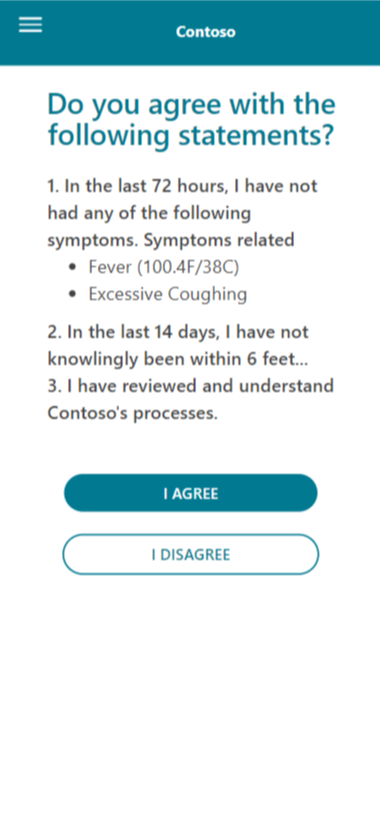 Contoso
Do you agree with the
following statements?
1. In the last 72 hours, I have not
had any of the following
symptoms. Symptoms related
• Fever (100.4F/38C)
• Excessive Coughing
2. In the last 14 days, I have not
knowlingly been within 6 feet...
3. I have reviewed and understand
Contoso's processes.
I AGREE
I DISAGREE